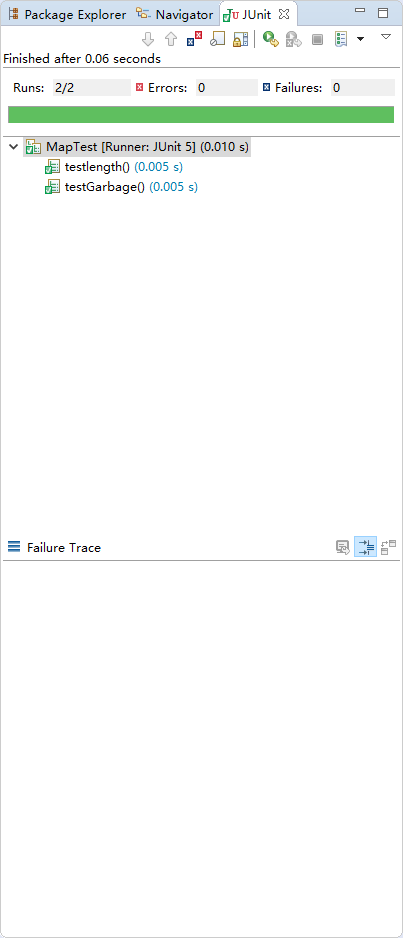 Package Explorer Navigator JUnit
Finished after 0.06 seconds
Runs: 2/2 Errors: 0 Failures: 0
MapTest [Runner: JUnit 5] (0.010 s)
testlength() (0.005 s)
testGarbage() (0.005 s)
Failure Trace